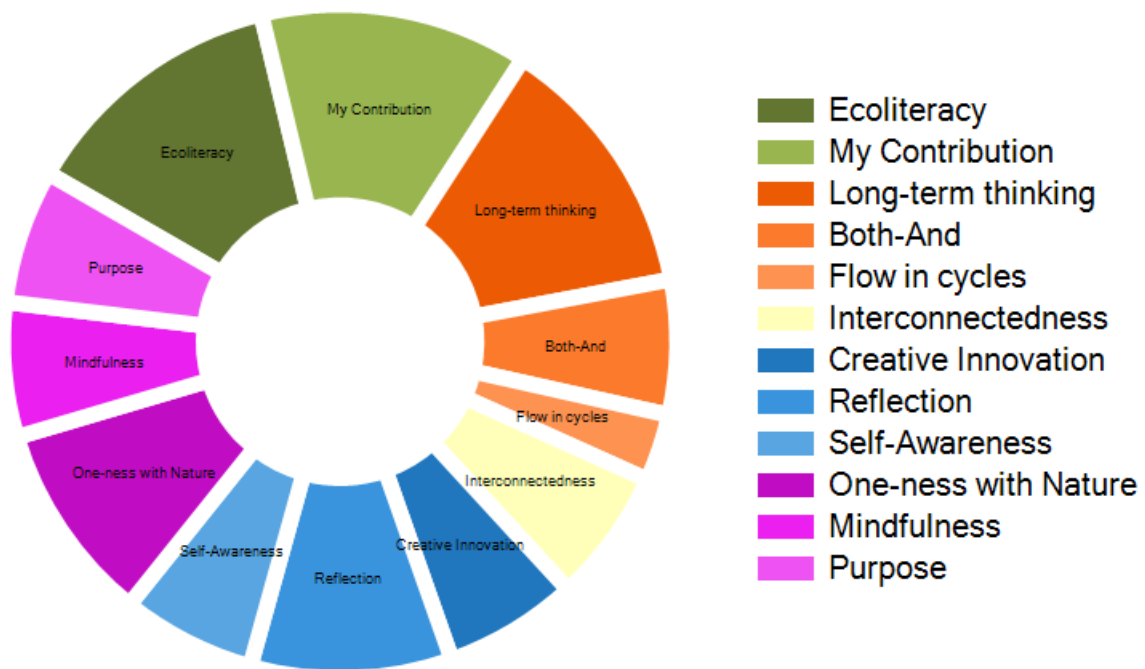 My Contribution
Ecoliteracy
Long-term thinking
Purpose
Both-And
Mindfulness
Flow in cycles
One-ness with Nature
Interconnectedness
Self-Awareness
Creative Innovation
Reflection
Ecoliteracy
My Contribution
Long-term thinking
Both-And
Flow in cycles
Interconnectedness
Creative Innovation
Reflection
Self-Awareness
One-ness with Nature
Mindfulness
Purpose